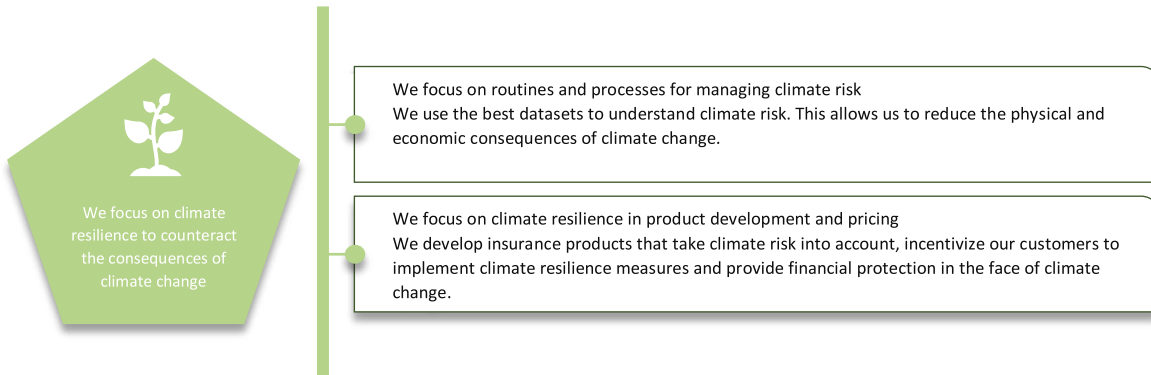 We focus on climate
resilience to counteract
the consequences of
climate change
We focus on routines and processes for managing climate risk
We use the best datasets to understand climate risk. This allows us to reduce the physical and
economic consequences of climate change.
We focus on climate resilience in product development and pricing
We develop insurance products that take climate risk into account, incentivize our customers to
implement climate resilience measures and provide financial protection in the face of climate
change.